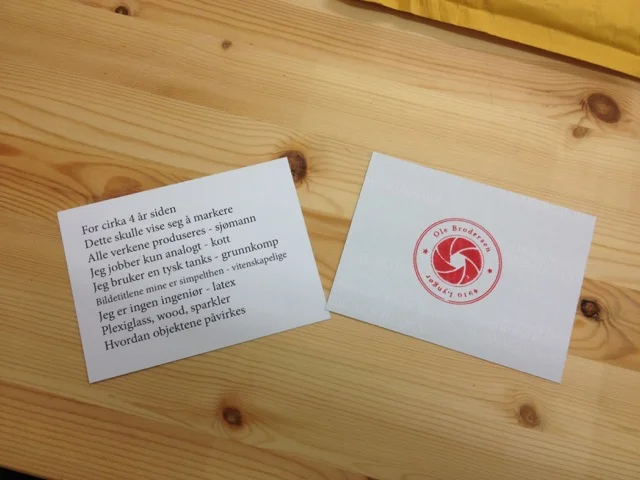 For cirka 4 år siden
Dette skulle vise seg å markere
Alle verkene produseres - sjømann
Jeg jobber kun analogt - kott
Jeg bruker en tysk tanks - grunnkomp
Bildetitlene mine er simpelthen - vitenskapelige
Jeg er ingen ingeniør - latex
Plexiglass, wood, sparkler
Hvordan objektene påvirkes
Ole Brodersen
4910 Lyngør